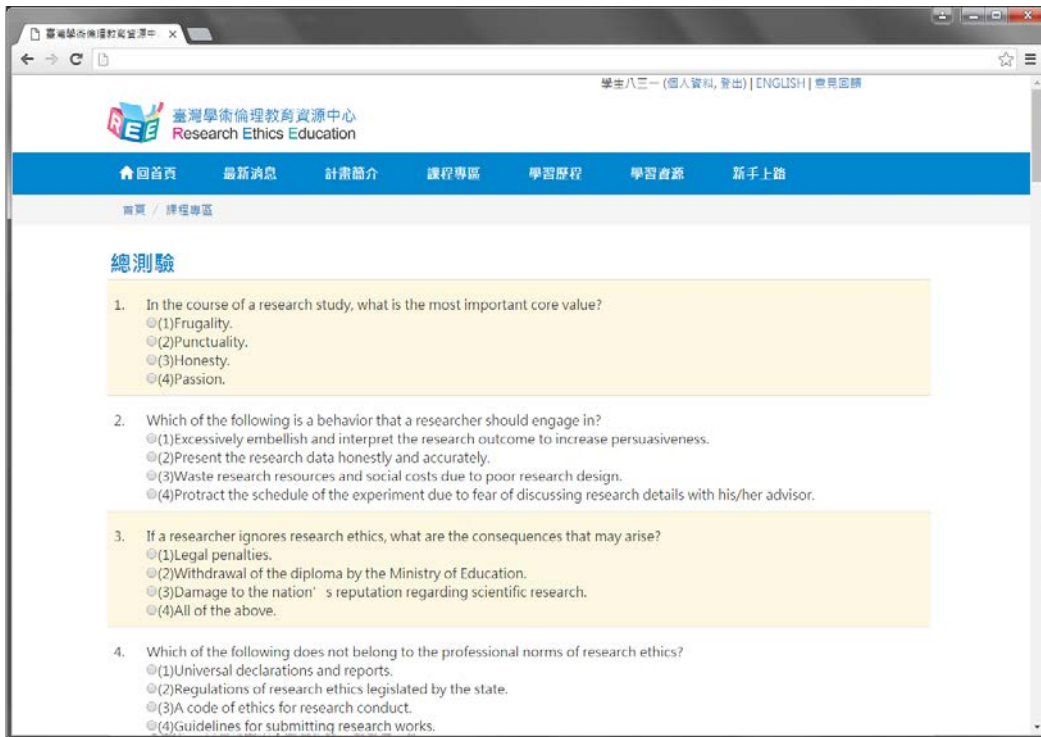 臺灣學術倫理教育資源中
學生八三一 (個人資料, 登出) | ENGLISH | 意見回饋
REE 臺灣學術倫理教育資源中心
Research Ethics Education
回首頁 最新消息 計畫簡介 課程專區 學習歷程 學習資源 新手上路
首頁 / 課程專區
總測驗
1. In the course of a research study, what is the most important core value?
(1)Frugality.
(2)Punctuality.
(3)Honesty.
(4)Passion.
2. Which of the following is a behavior that a researcher should engage in?
(1)Excessively embellish and interpret the research outcome to increase persuasiveness.
(2)Present the research data honestly and accurately.
(3)Waste research resources and social costs due to poor research design.
(4)Protract the schedule of the experiment due to fear of discussing research details with his/her advisor.
3. If a researcher ignores research ethics, what are the consequences that may arise?
(1)Legal penalties.
(2)Withdrawal of the diploma by the Ministry of Education.
(3)Damage to the nation’ s reputation regarding scientific research.
(4)All of the above.
4. Which of the following does not belong to the professional norms of research ethics?
(1)Universal declarations and reports.
(2)Regulations of research ethics legislated by the state.
(3)A code of ethics for research conduct.
(4)Guidelines for submitting research works.